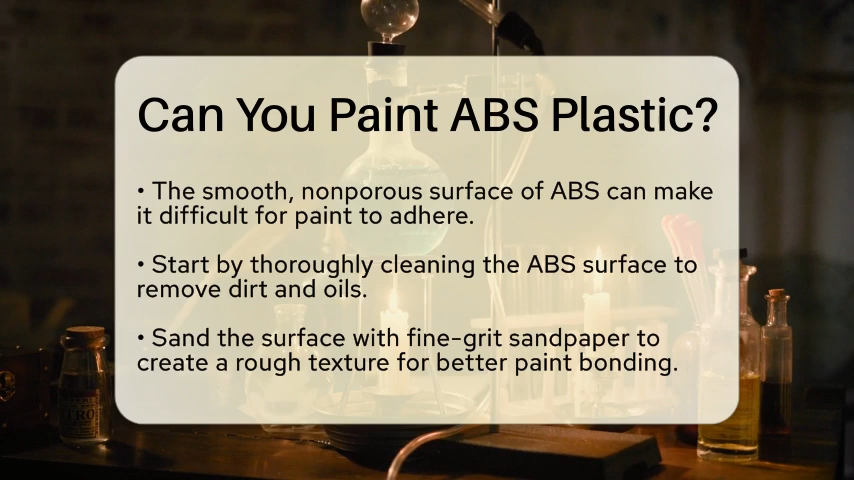 Can You Paint ABS Plastic?
• The smooth, nonporous surface of ABS can make
it difficult for paint to adhere.
• Start by thoroughly cleaning the ABS surface to
remove dirt and oils.
• Sand the surface with fine-grit sandpaper to
create a rough texture for better paint bonding.